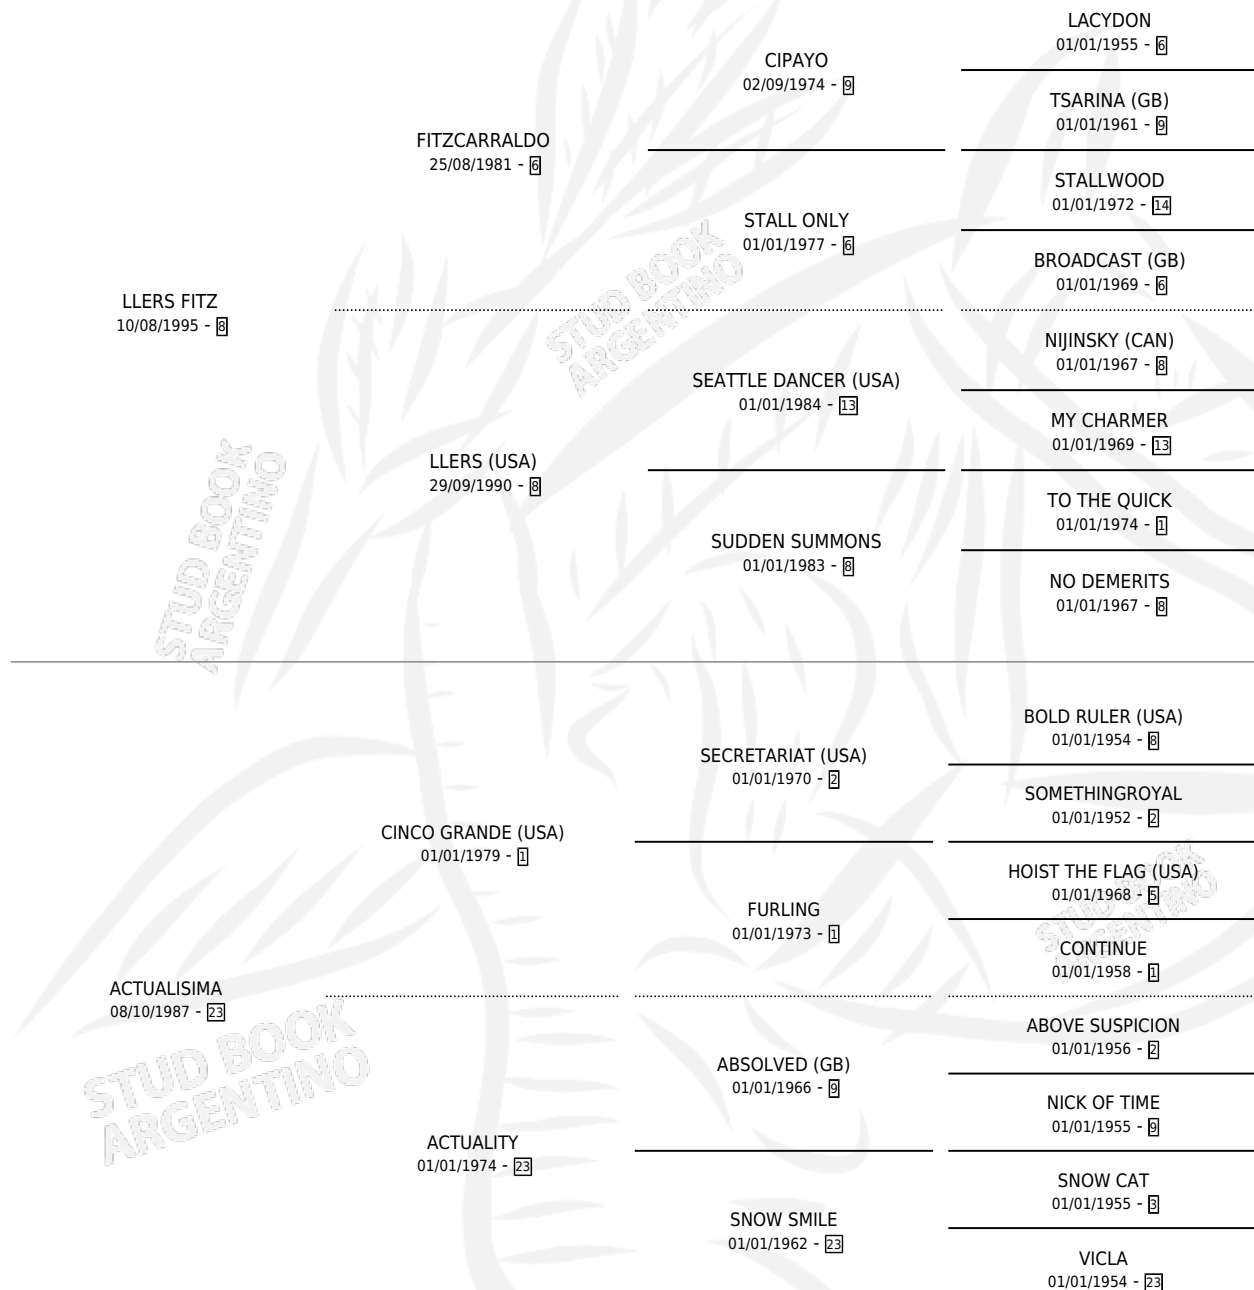 LACYDON
01/01/1955 - 6
CIPAYO
02/09/1974 - 9
TSARINA (GB)
01/01/1961 - 9
FITZCARRALDO
25/08/1981 - 6
STALLWOOD
01/01/1972 - 14
STALL ONLY
01/01/1977 - 6
BROADCAST (GB)
01/01/1969 - 6
LLERS FITZ
10/08/1995 - 8
STUD BOOK
ARGENTINO
NIJINSKY (CAN)
01/01/1967 - 8
SEATTLE DANCER (USA)
01/01/1984 - 13
MY CHARMER
01/01/1969 - 13
LLERS (USA)
29/09/1990 - 8
TO THE QUICK
01/01/1974 - 1
SUDDEN SUMMONS
01/01/1983 - 8
NO DEMERITS
01/01/1967 - 8
STUD BOOK
ARGENTINO
BOLD RULER (USA)
01/01/1954 - 8
SECRETARIAT (USA)
01/01/1970 - 2
SOMETHINGROYAL
01/01/1952 - 2
CINCO GRANDE (USA)
01/01/1979 - 1
HOIST THE FLAG (USA)
01/01/1968 - 5
FURLING
01/01/1973 - 1
STUD BOOK
ARGENTINO
CONTINUE
01/01/1958 - 1
ACTUALISIMA
08/10/1987 - 23
ABOVE SUSPICION
01/01/1956 - 2
STUD BOOK
ARGENTINO
ABSOLVED (GB)
01/01/1966 - 9
NICK OF TIME
01/01/1955 - 9
ACTUALITY
01/01/1974 - 23
SNOW CAT
01/01/1955 - 3
SNOW SMILE
01/01/1962 - 23
VICLA
01/01/1954 - 23